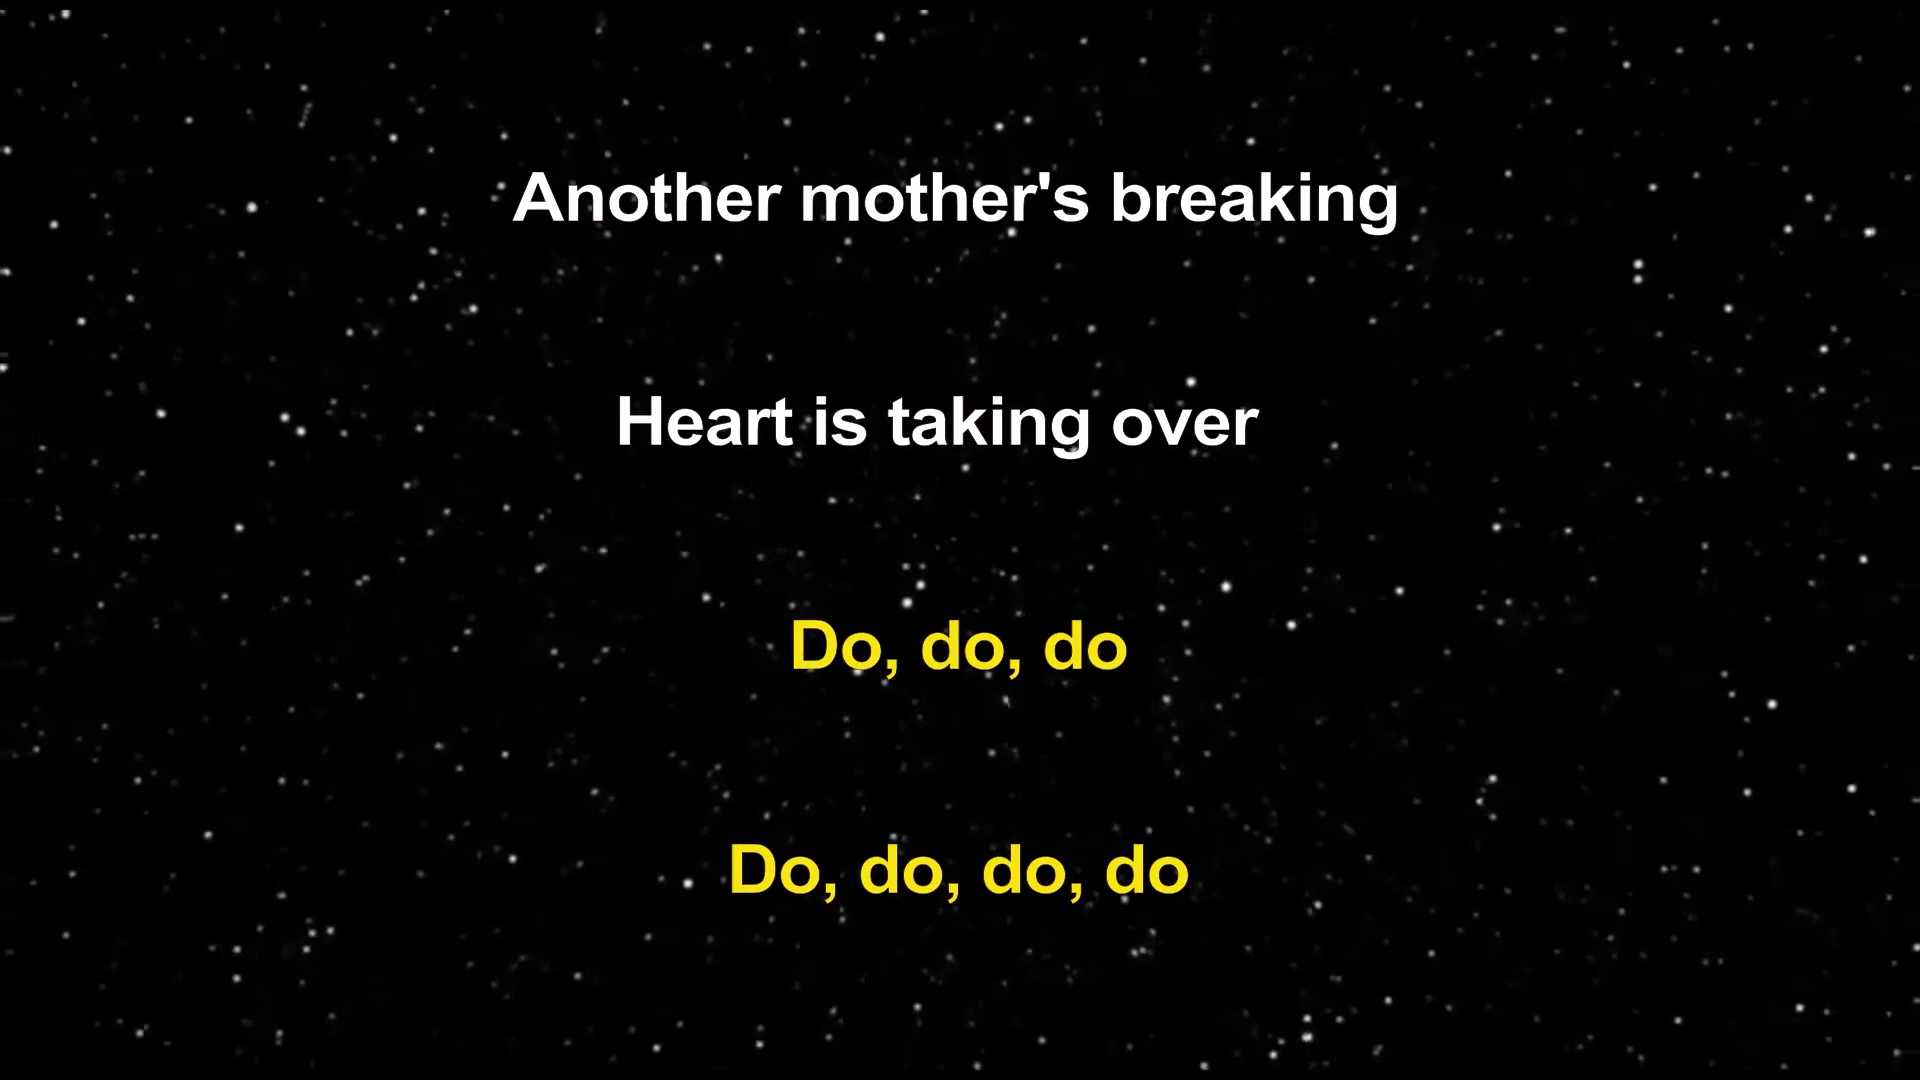 Another mother's breaking
Heart is taking over
Do, do, do
Do, do, do, do